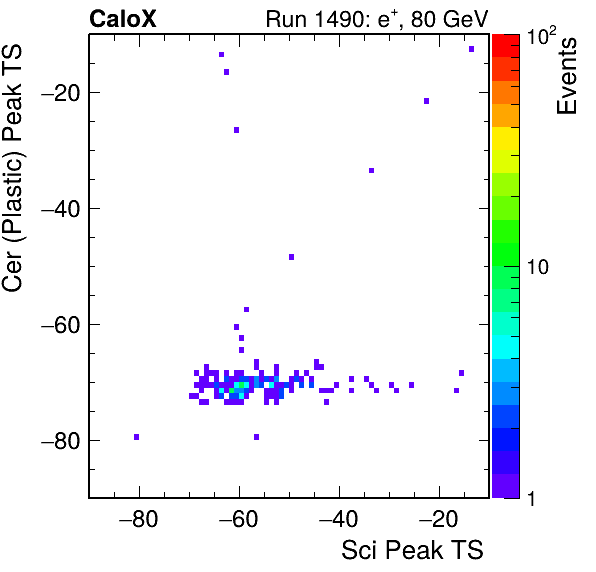 CaloX Run 1490: e⁺, 80 GeV
Cer (Plastic) Peak TS
−20
−40
−60
−80
−80 −60 −40 −20
Sci Peak TS
10²
10
1
Events